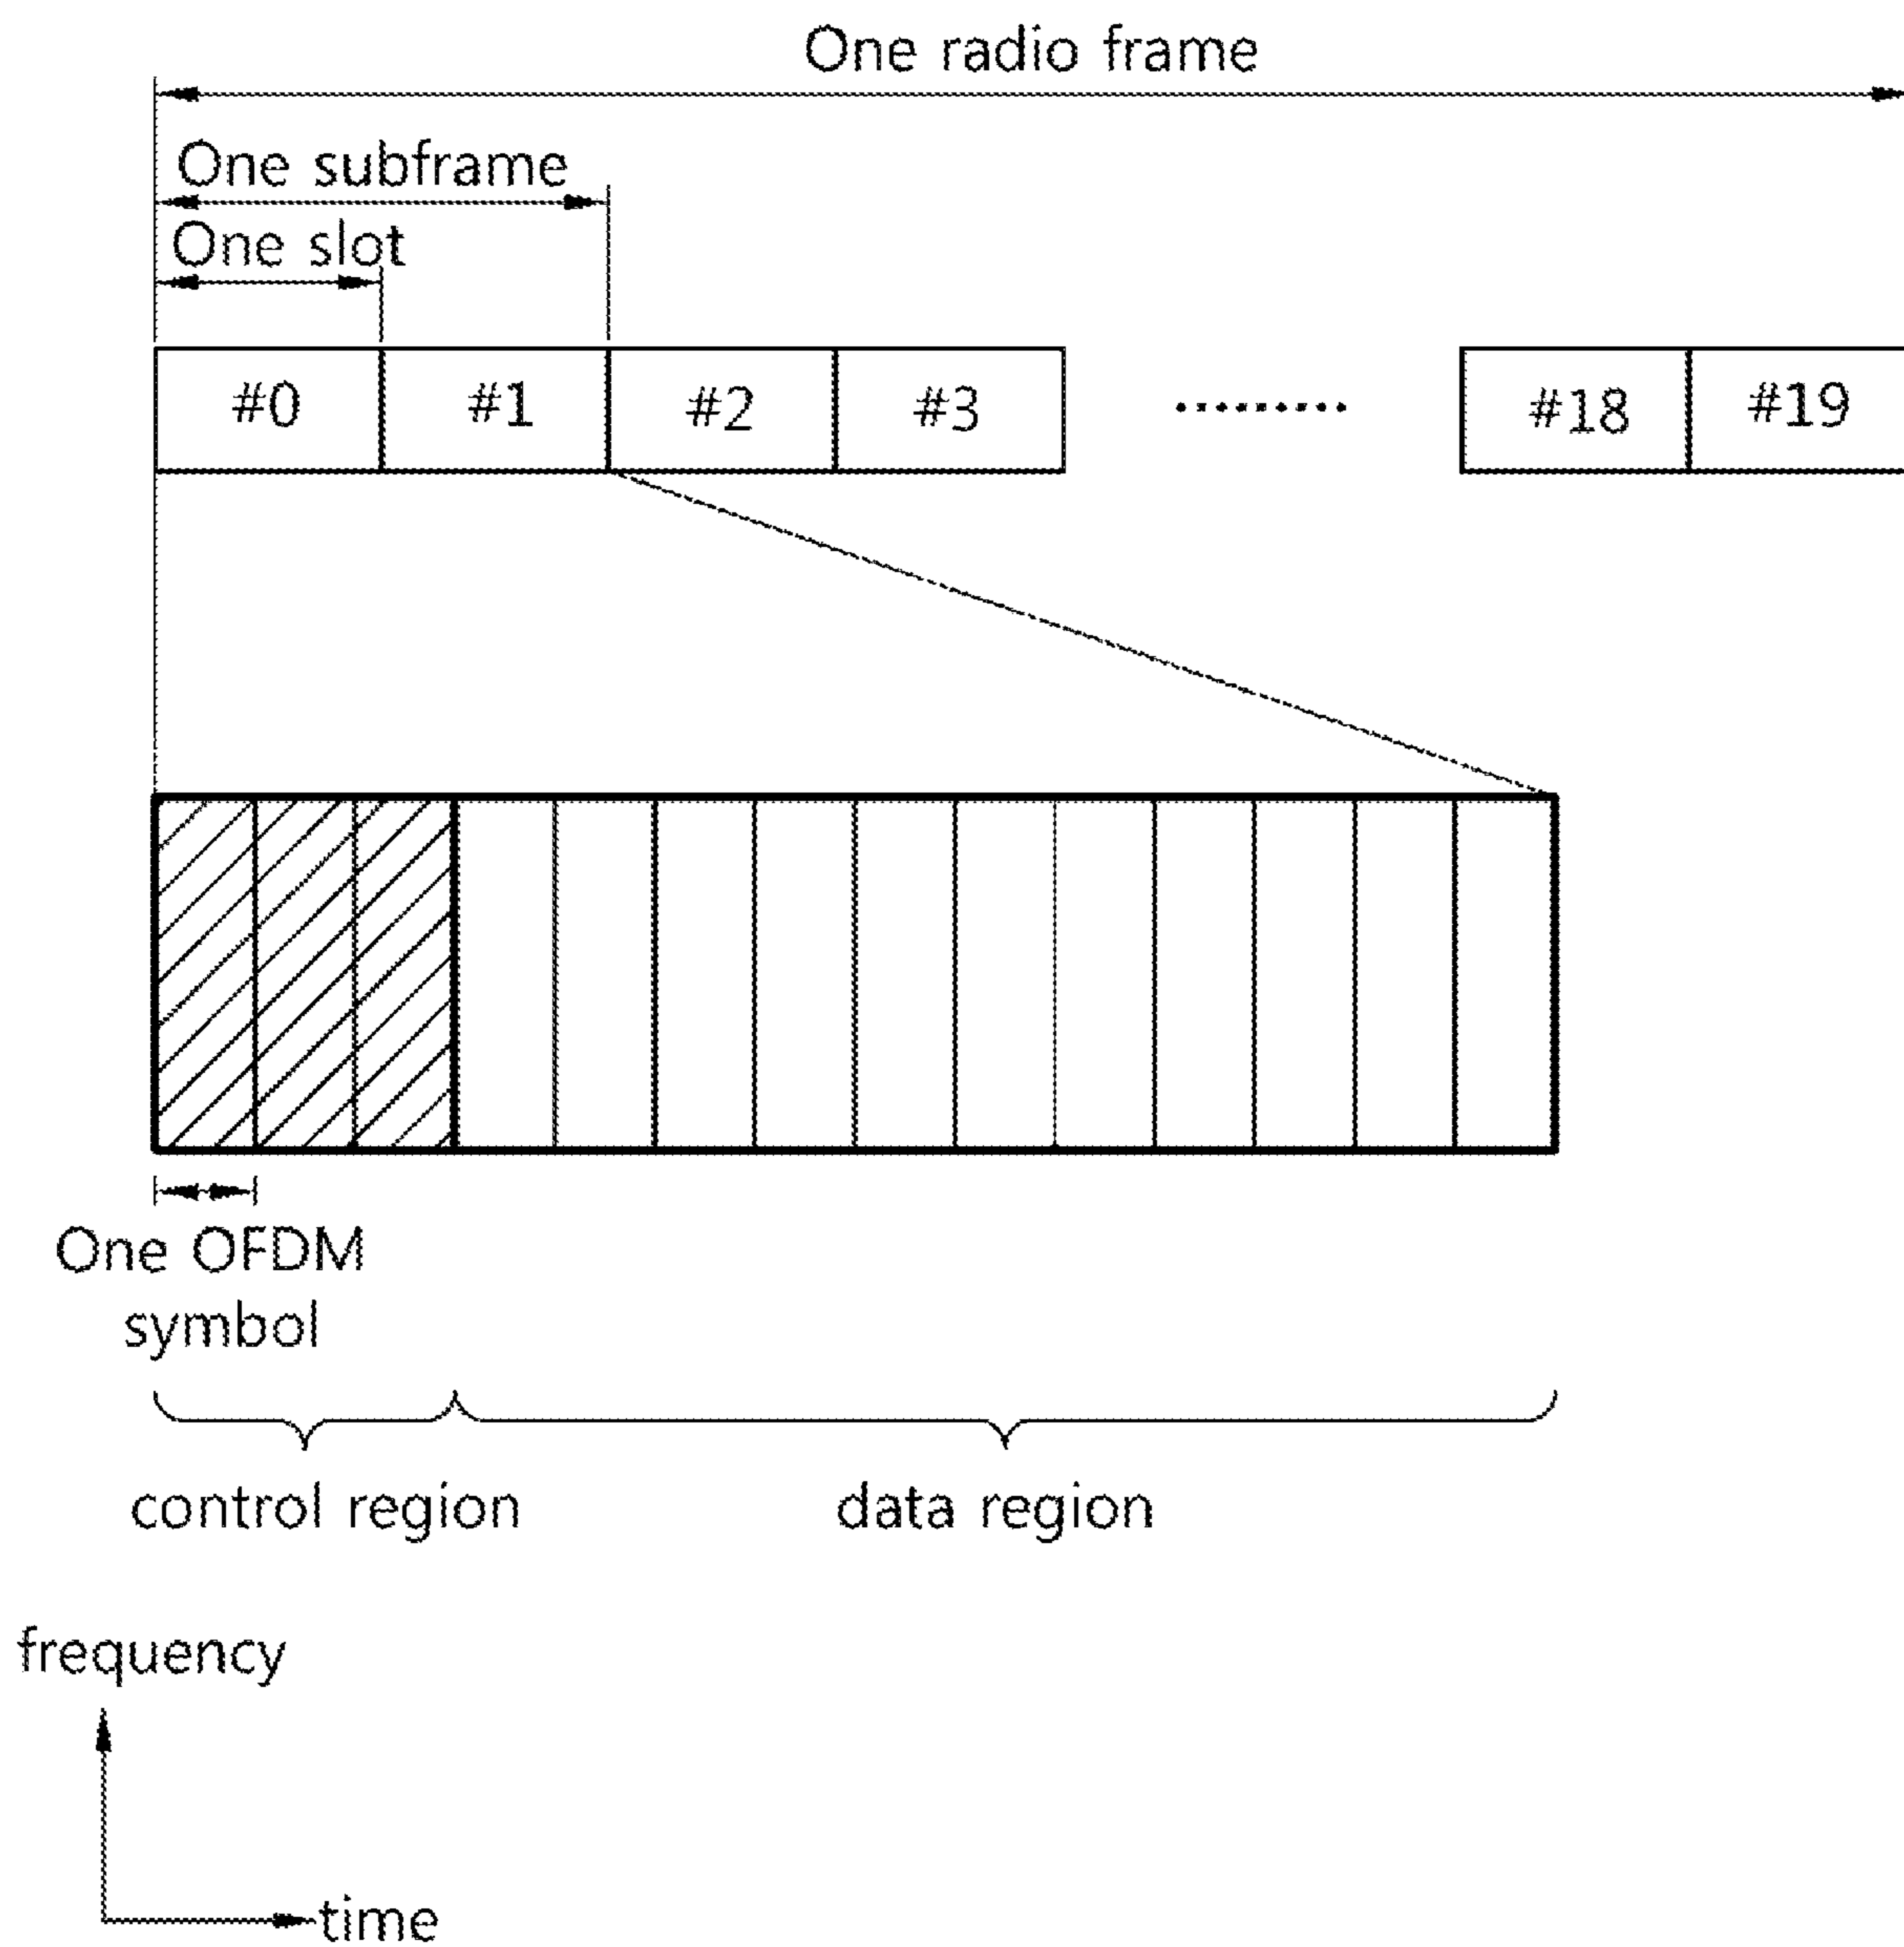 One radio frame
One subframe
One slot
#0 #1 #2 #3 ········· #18 #19
One OFDM
symbol
control region data region
frequency
time